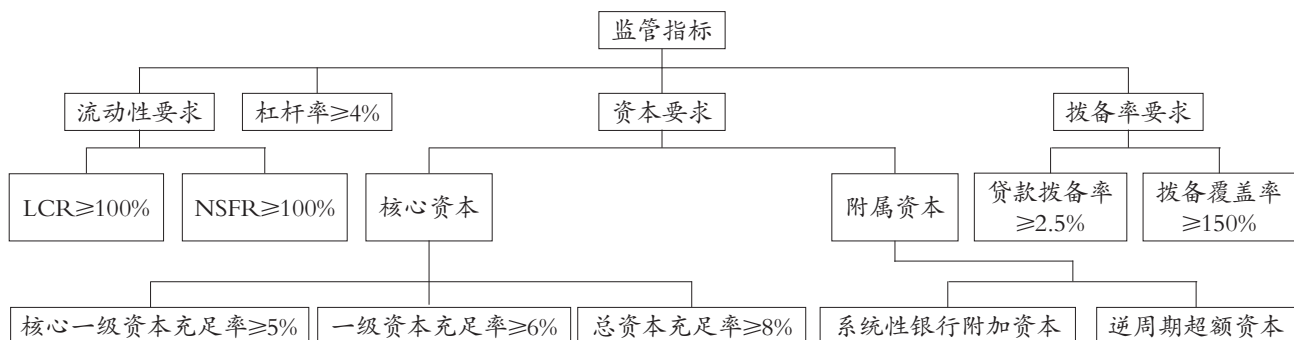 监管指标
流动性要求
杠杆率≥4%
资本要求
拨备率要求
LCR≥100%
NSFR≥100%
核心资本
附属资本
贷款拨备率
≥2.5%
拨备覆盖率
≥150%
核心一级资本充足率≥5%
一级资本充足率≥6%
总资本充足率≥8%
系统性银行附加资本
逆周期超额资本